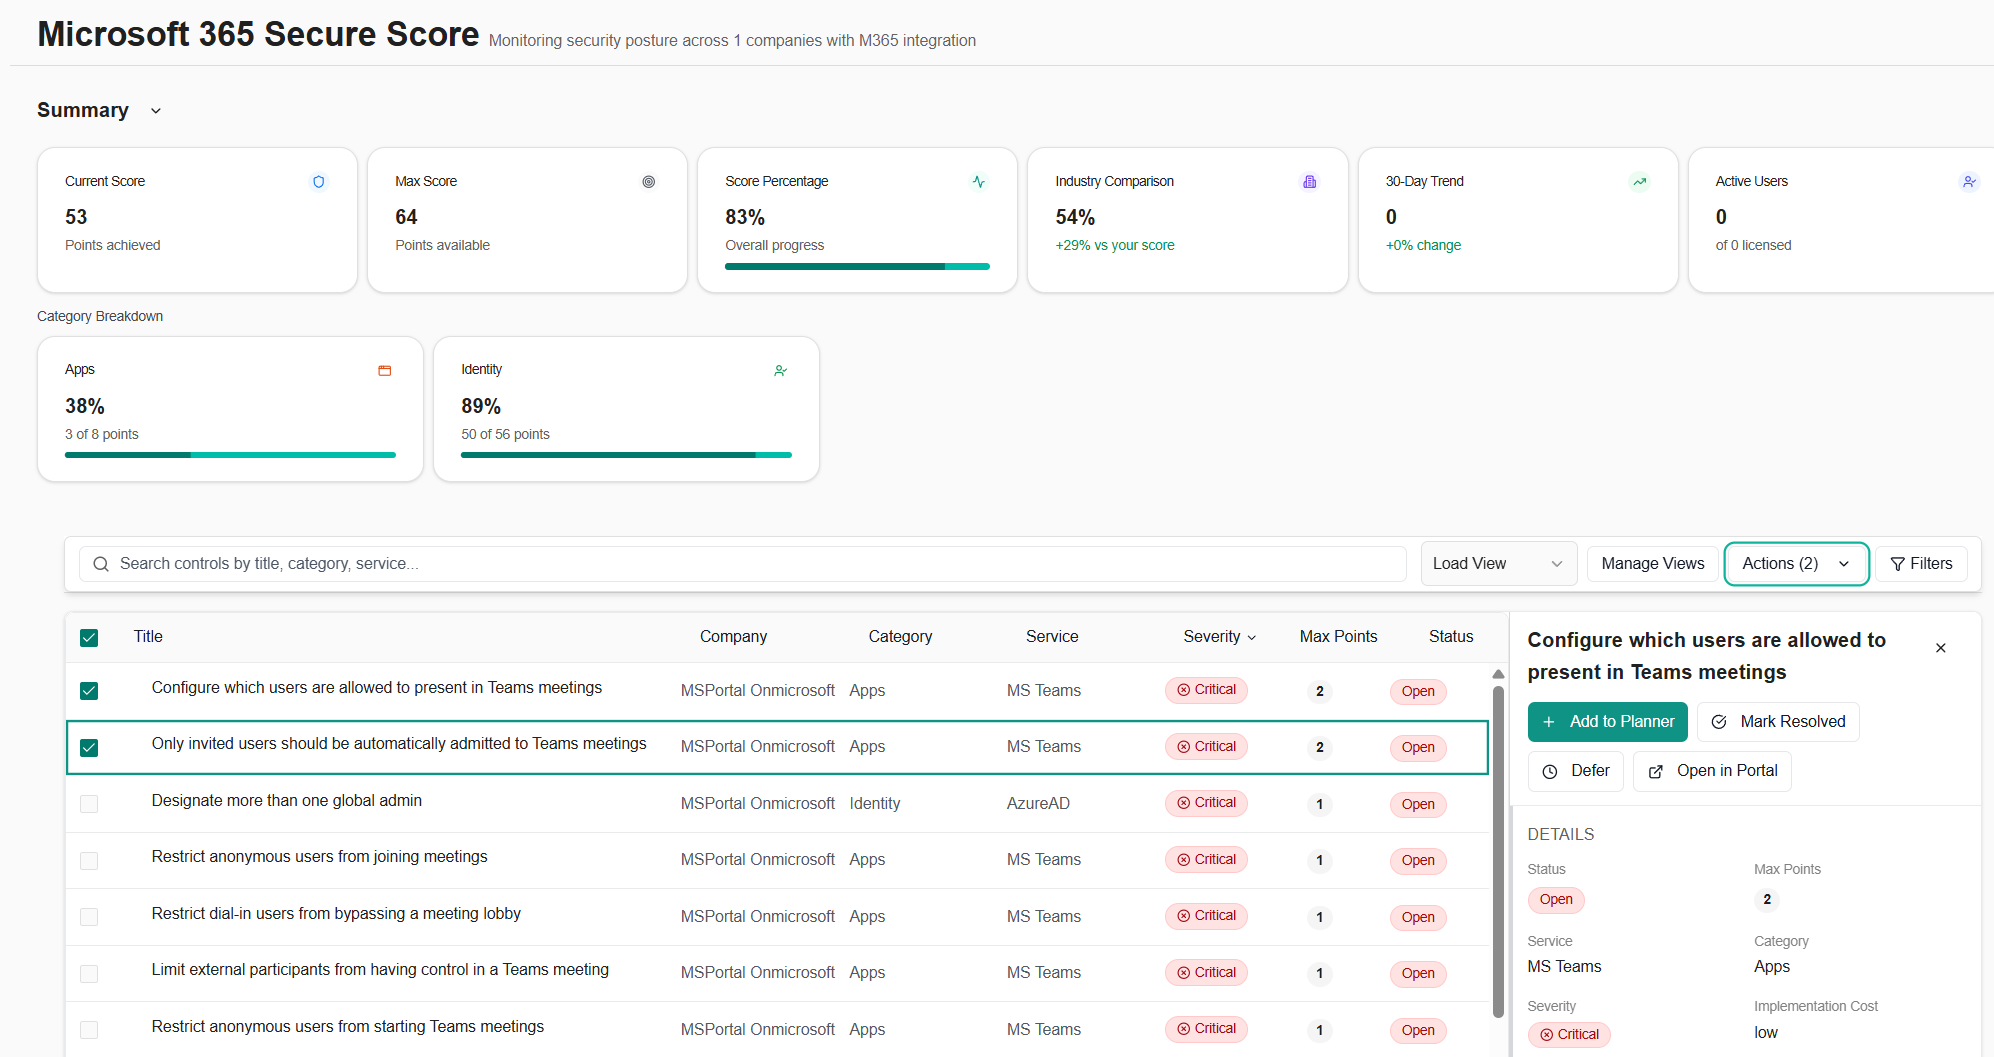 Microsoft 365 Secure Score Monitoring security posture across 1 companies with M365 integration
Summary
Current Score
53
Points achieved
Max Score
64
Points available
Score Percentage
83%
Overall progress
Industry Comparison
54%
+29% vs your score
30-Day Trend
0
+0% change
Active Users
0
of 0 licensed
Category Breakdown
Apps
38%
3 of 8 points
Identity
89%
50 of 56 points
Search controls by title, category, service...
Load View
Manage Views
Actions (2)
Filters
Title Company Category Service Severity Max Points Status
Configure which users are allowed to present in Teams meetings MSPortal Onmicrosoft Apps MS Teams Critical 2 Open
Only invited users should be automatically admitted to Teams meetings MSPortal Onmicrosoft Apps MS Teams Critical 2 Open
Designate more than one global admin MSPortal Onmicrosoft Identity AzureAD Critical 1 Open
Restrict anonymous users from joining meetings MSPortal Onmicrosoft Apps MS Teams Critical 1 Open
Restrict dial-in users from bypassing a meeting lobby MSPortal Onmicrosoft Apps MS Teams Critical 1 Open
Limit external participants from having control in a Teams meeting MSPortal Onmicrosoft Apps MS Teams Critical 1 Open
Restrict anonymous users from starting Teams meetings MSPortal Onmicrosoft Apps MS Teams Critical 1 Open
Configure which users are allowed to
present in Teams meetings
Add to Planner
Mark Resolved
Defer
Open in Portal
DETAILS
Status
Open
Max Points
2
Service
MS Teams
Category
Apps
Severity
Critical
Implementation Cost
low